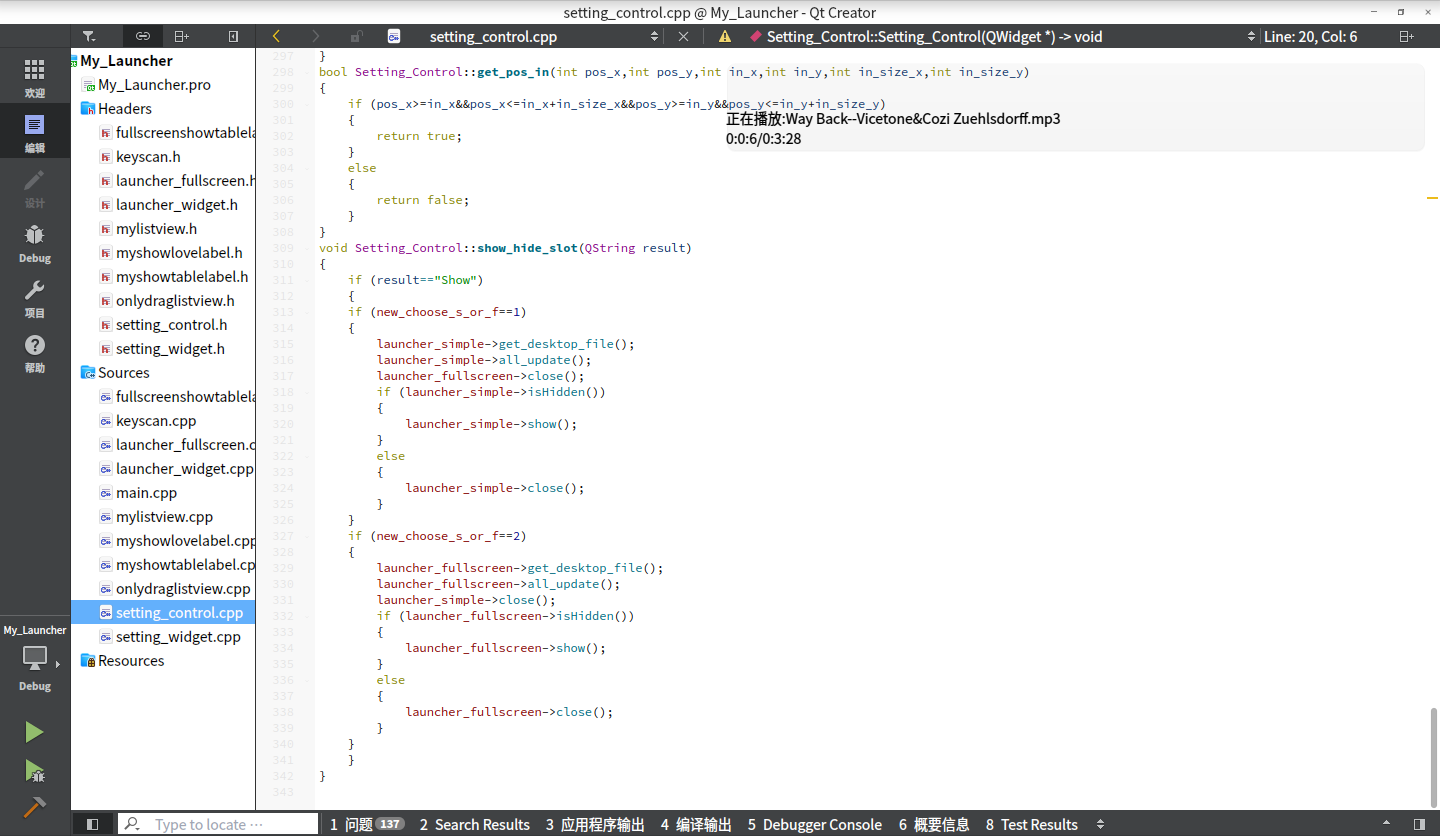 setting_control.cpp @ My_Launcher - Qt Creator
setting_control.cpp
Setting_Control::Setting_Control(QWidget *) -> void
Line: 20, Col: 6
欢迎
编辑
设计
Debug
项目
帮助
My_Launcher
Debug
My_Launcher
My_Launcher.pro
Headers
fullscreenshowtablela
keyscan.h
launcher_fullscreen.h
launcher_widget.h
mylistview.h
myshowlovelabel.h
myshowtablelabel.h
onlydraglistview.h
setting_control.h
setting_widget.h
Sources
fullscreenshowtablela
keyscan.cpp
launcher_fullscreen.c
launcher_widget.cpp
main.cpp
mylistview.cpp
myshowlovelabel.cpp
myshowtablelabel.cp
onlydraglistview.cpp
setting_control.cpp
setting_widget.cpp
Resources
297 }
298 bool Setting_Control::get_pos_in(int pos_x,int pos_y,int in_x,int in_y,int in_size_x,int in_size_y)
299 {
300 if (pos_x>=in_x&&pos_x<=in_x+in_size_x&&pos_y>=in_y&&pos_y<=in_y+in_size_y)
301 {
302 return true;
303 }
304 else
305 {
306 return false;
307 }
308 }
309 void Setting_Control::show_hide_slot(QString result)
310 {
311 if (result=="Show")
312 {
313 if (new_choose_s_or_f==1)
314 {
315 launcher_simple->get_desktop_file();
316 launcher_simple->all_update();
317 launcher_fullscreen->close();
318 if (launcher_simple->isHidden())
319 {
320 launcher_simple->show();
321 }
322 else
323 {
324 launcher_simple->close();
325 }
326 }
327 if (new_choose_s_or_f==2)
328 {
329 launcher_fullscreen->get_desktop_file();
330 launcher_fullscreen->all_update();
331 launcher_simple->close();
332 if (launcher_fullscreen->isHidden())
333 {
334 launcher_fullscreen->show();
335 }
336 else
337 {
338 launcher_fullscreen->close();
339 }
340 }
341 }
342 }
343
正在播放:Way Back--Vicetone&Cozi Zuehlsdorff.mp3
0:0:6/0:3:28
Type to locate ...
1 问题 137
2 Search Results
3 应用程序输出
4 编译输出
5 Debugger Console
6 概要信息
8 Test Results